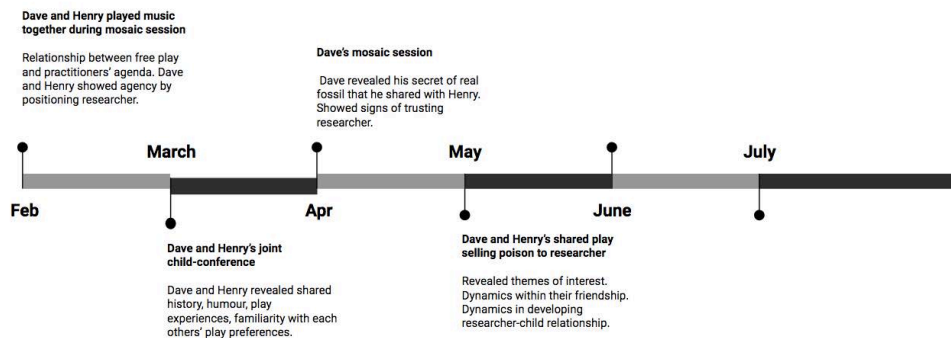 Dave and Henry played music
together during mosaic session
Relationship between free play
and practitioners' agenda. Dave
and Henry showed agency by
positioning researcher.
Dave's mosaic session
Dave revealed his secret of real
fossil that he shared with Henry.
Showed signs of trusting
researcher.
March
May
July
Feb
Apr
June
Dave and Henry's joint
child-conference
Dave and Henry revealed shared
history, humour, play
experiences, familiarity with each
others' play preferences.
Dave and Henry's shared play
selling poison to researcher
Revealed themes of interest.
Dynamics within their friendship.
Dynamics in developing
researcher-child relationship.